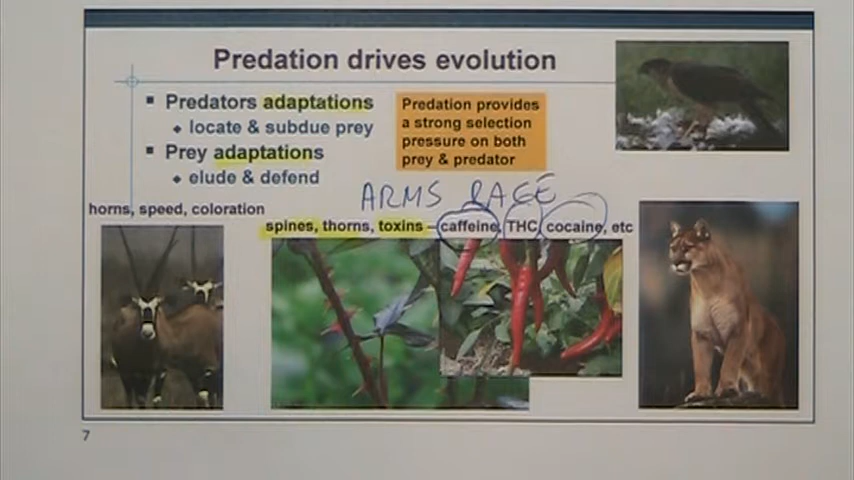 Predation drives evolution
▪ Predators adaptations
◆ locate & subdue prey
▪ Prey adaptations
◆ elude & defend
Predation provides
a strong selection
pressure on both
prey & predator
ARMS RACE
horns, speed, coloration
spines, thorns, toxins – caffeine, THC, cocaine, etc
7